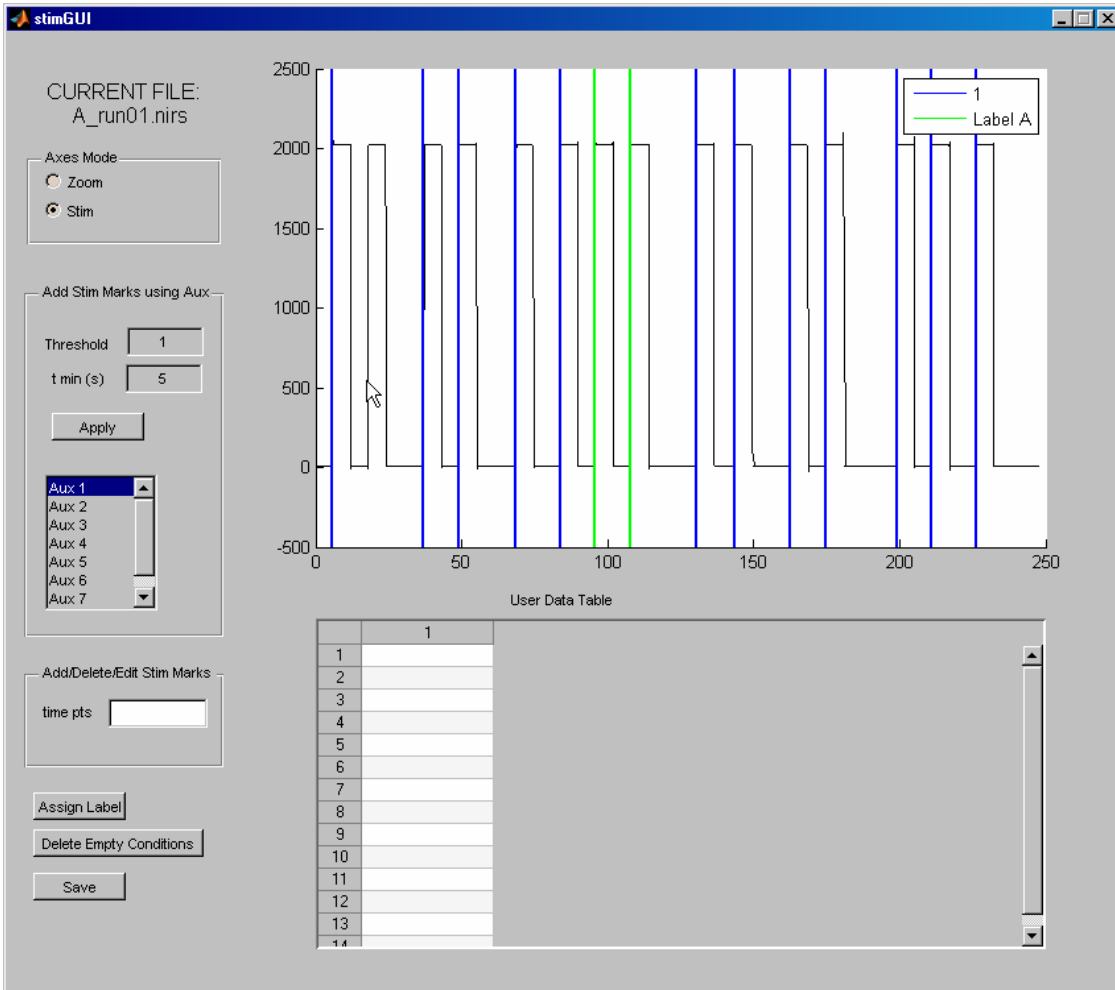 stimGUI
CURRENT FILE:
A_run01.nirs
Axes Mode
Zoom
Stim
Add Stim Marks using Aux
Threshold 1
t min (s) 5
Apply
Aux 1
Aux 2
Aux 3
Aux 4
Aux 5
Aux 6
Aux 7
Add/Delete/Edit Stim Marks
time pts
Assign Label
Delete Empty Conditions
Save
2500
2000
1500
1000
500
0
-500
0 50 100 150 200 250
1
Label A
User Data Table
1
1
2
3
4
5
6
7
8
9
10
11
12
13
14